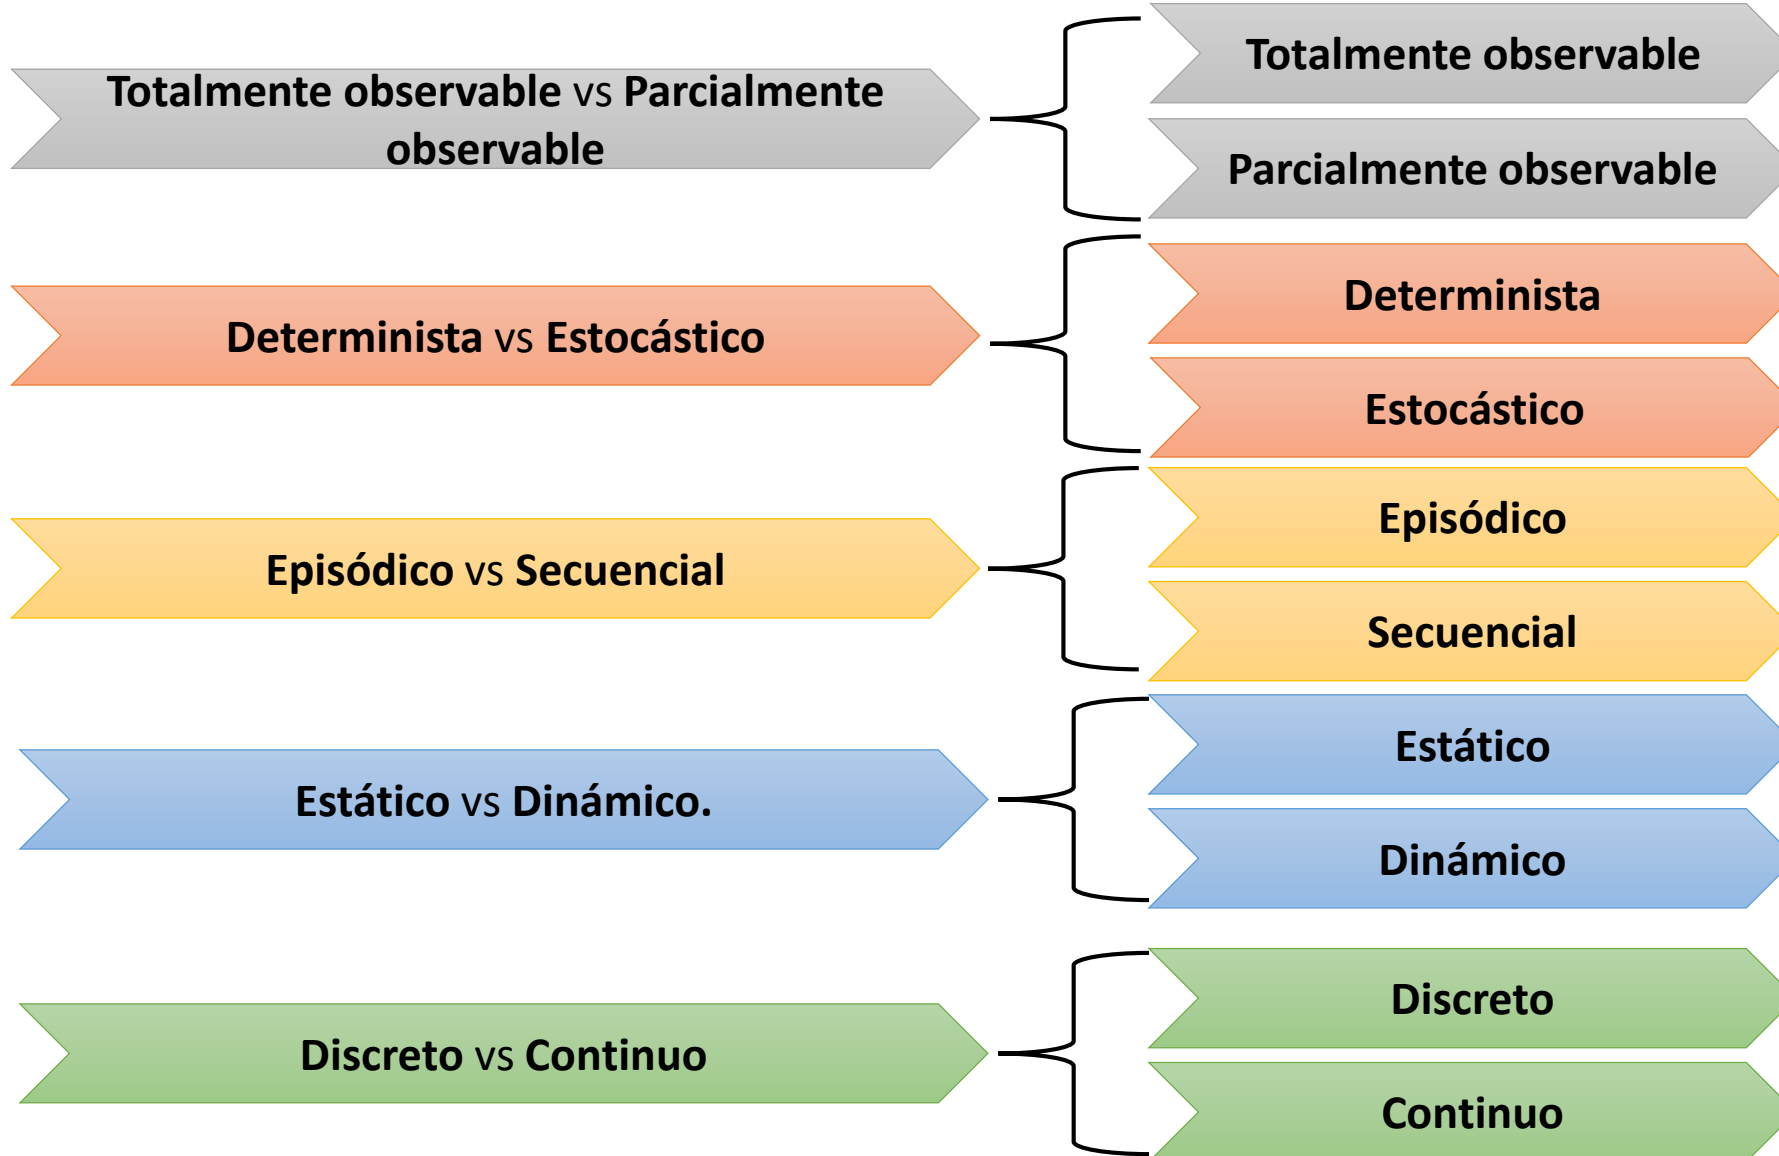 Totalmente observable vs Parcialmente
observable
Totalmente observable
Parcialmente observable
Determinista vs Estocástico
Determinista
Estocástico
Episódico vs Secuencial
Episódico
Secuencial
Estático vs Dinámico.
Estático
Dinámico
Discreto vs Continuo
Discreto
Continuo